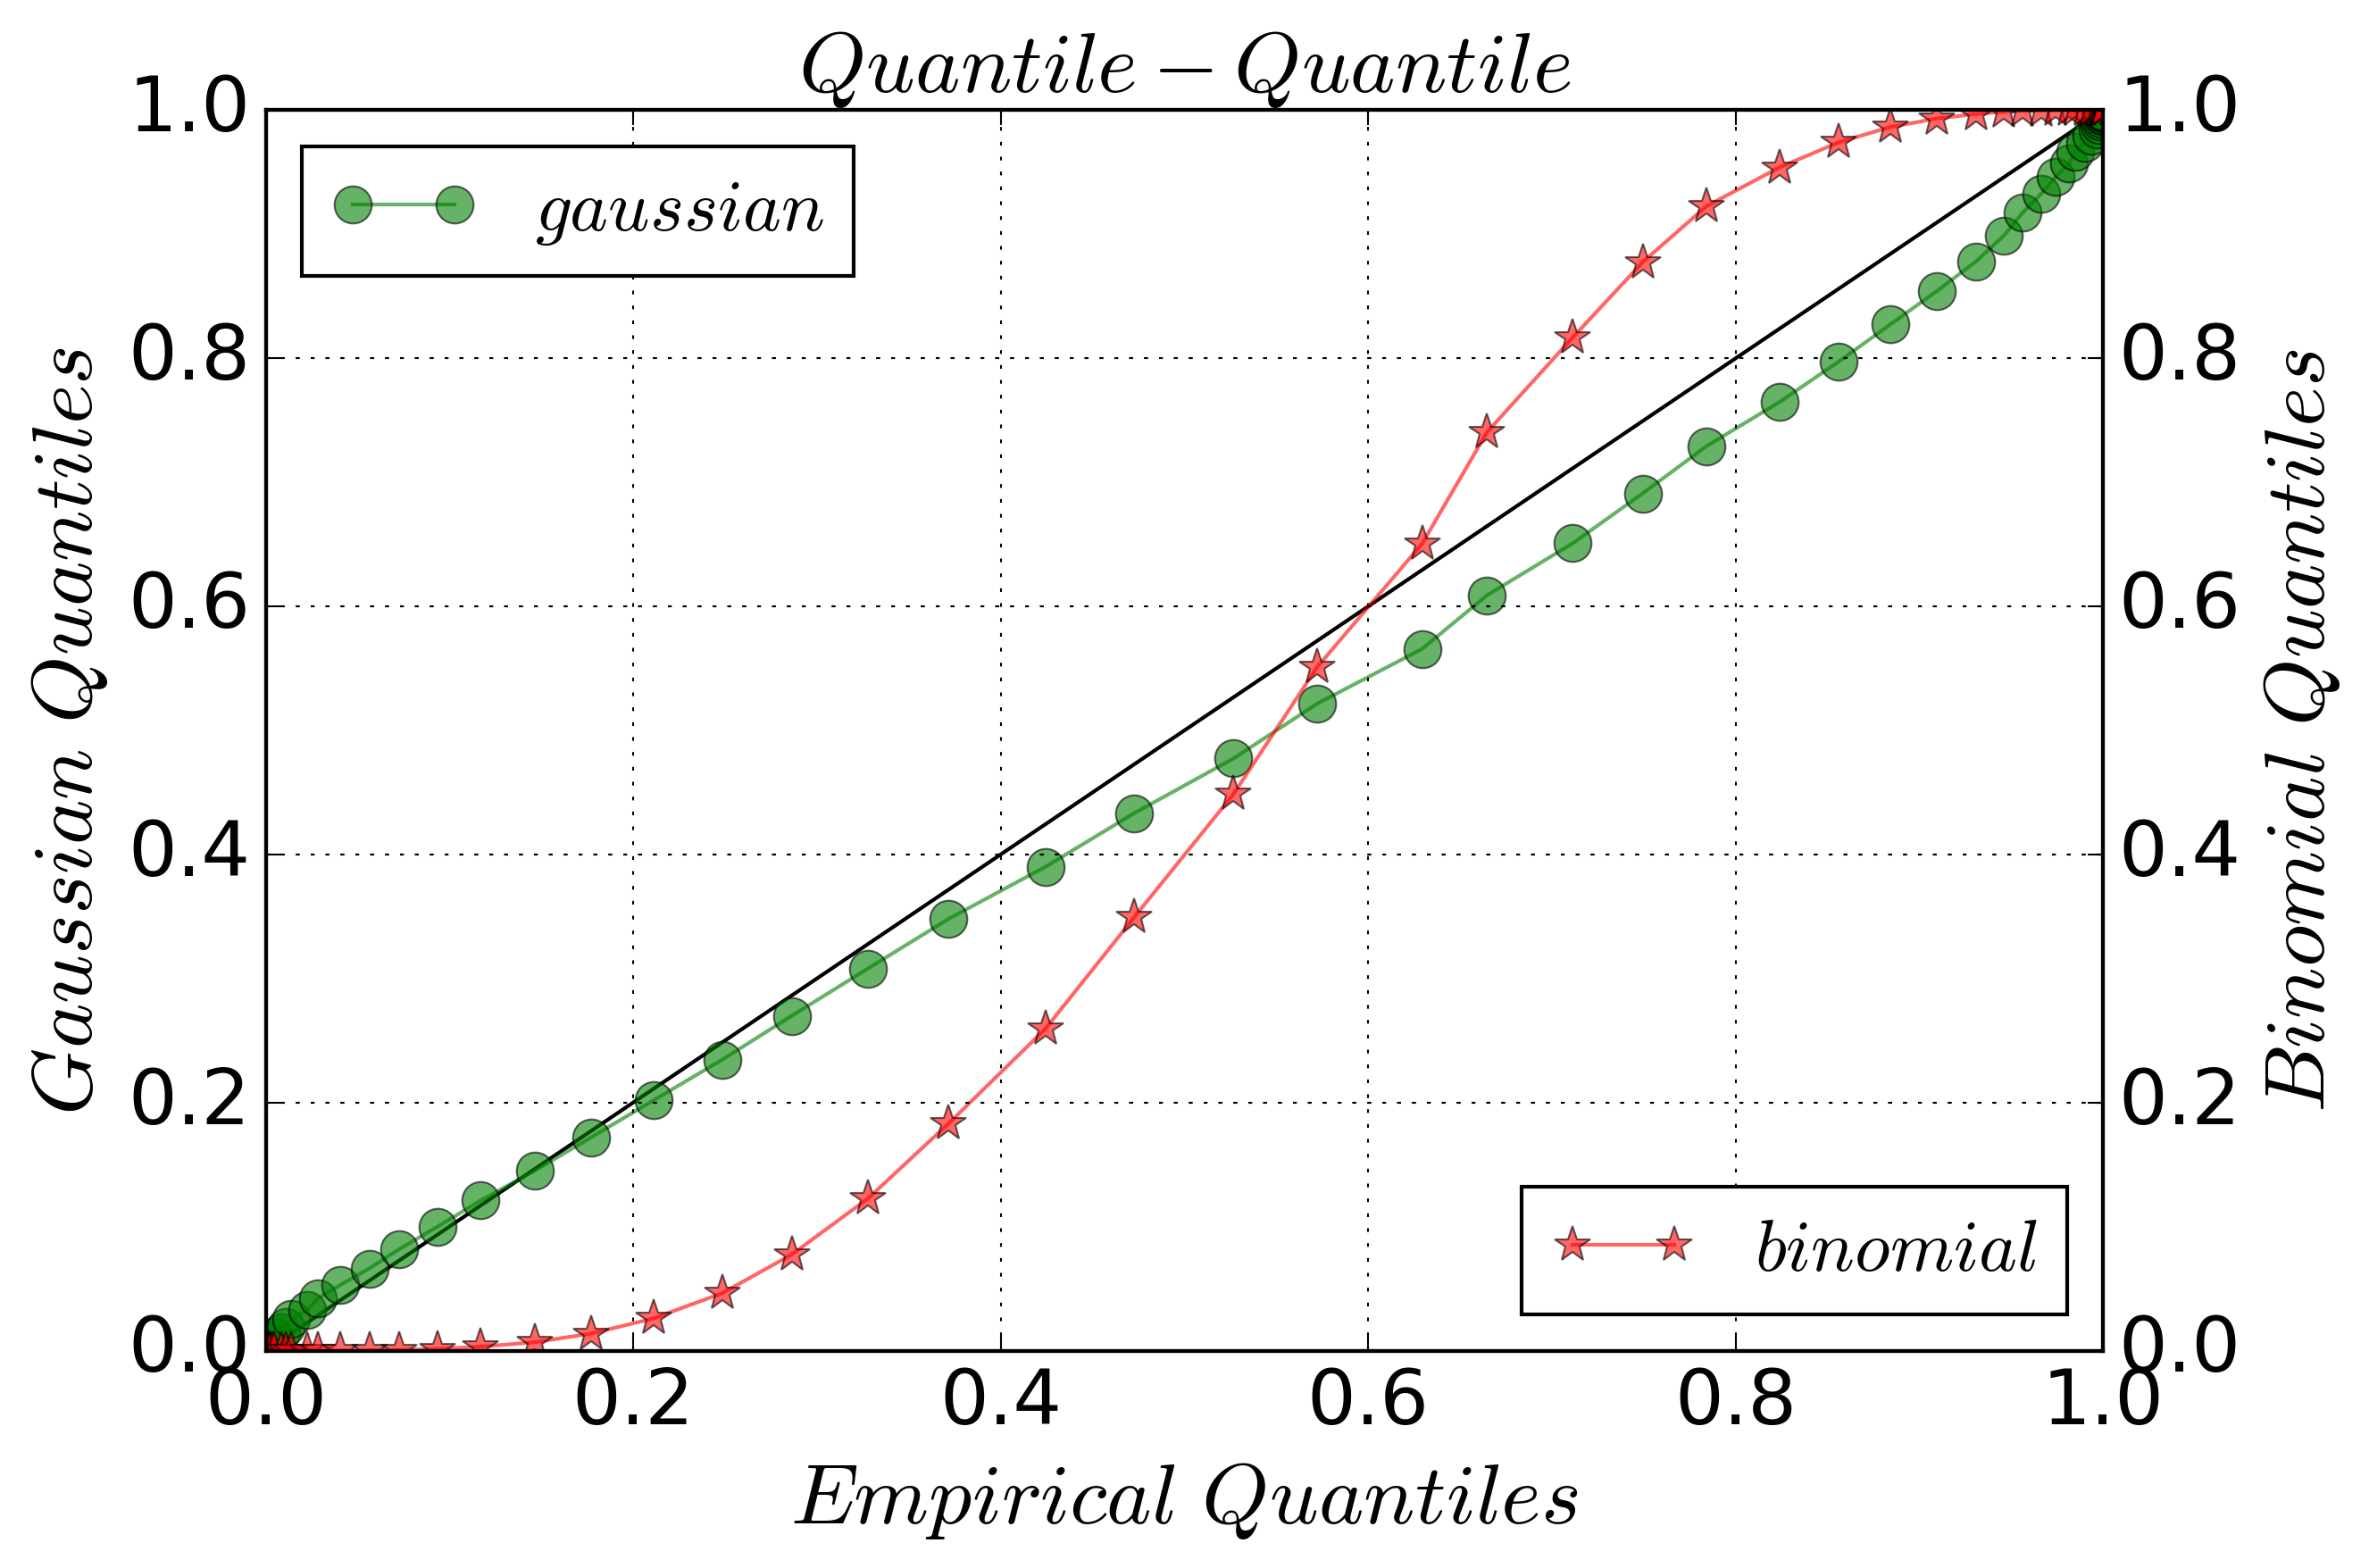 Quantile − Quantile
1.0
0.8
0.6
0.4
0.2
0.0
Gaussian Quantiles
gaussian
1.0
0.8
0.6
0.4
0.2
0.0
Binomial Quantiles
binomial
0.0 0.2 0.4 0.6 0.8 1.0
Empirical Quantiles